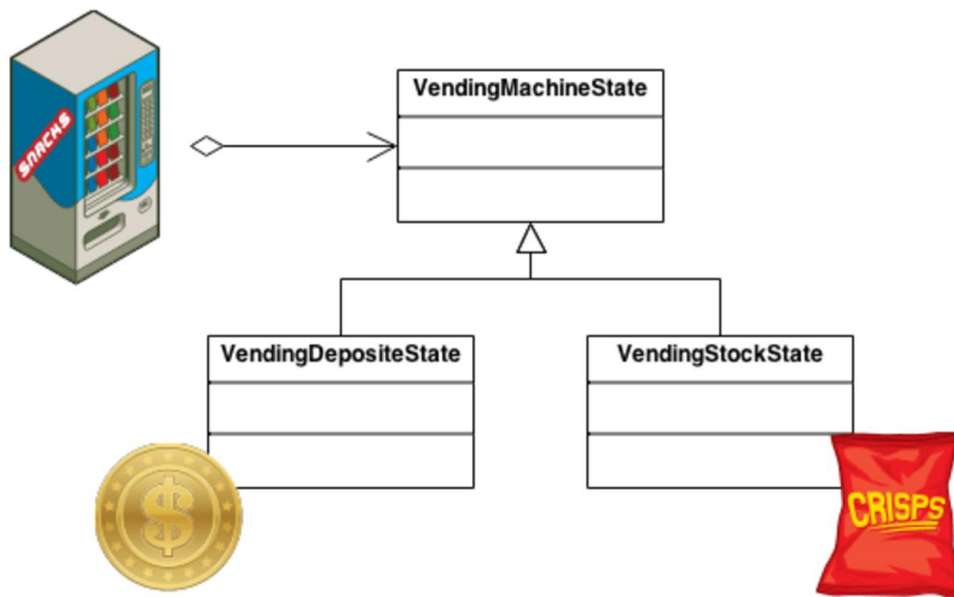 SNACKS
VendingMachineState
VendingDepositeState
VendingStockState
$
CRISPS